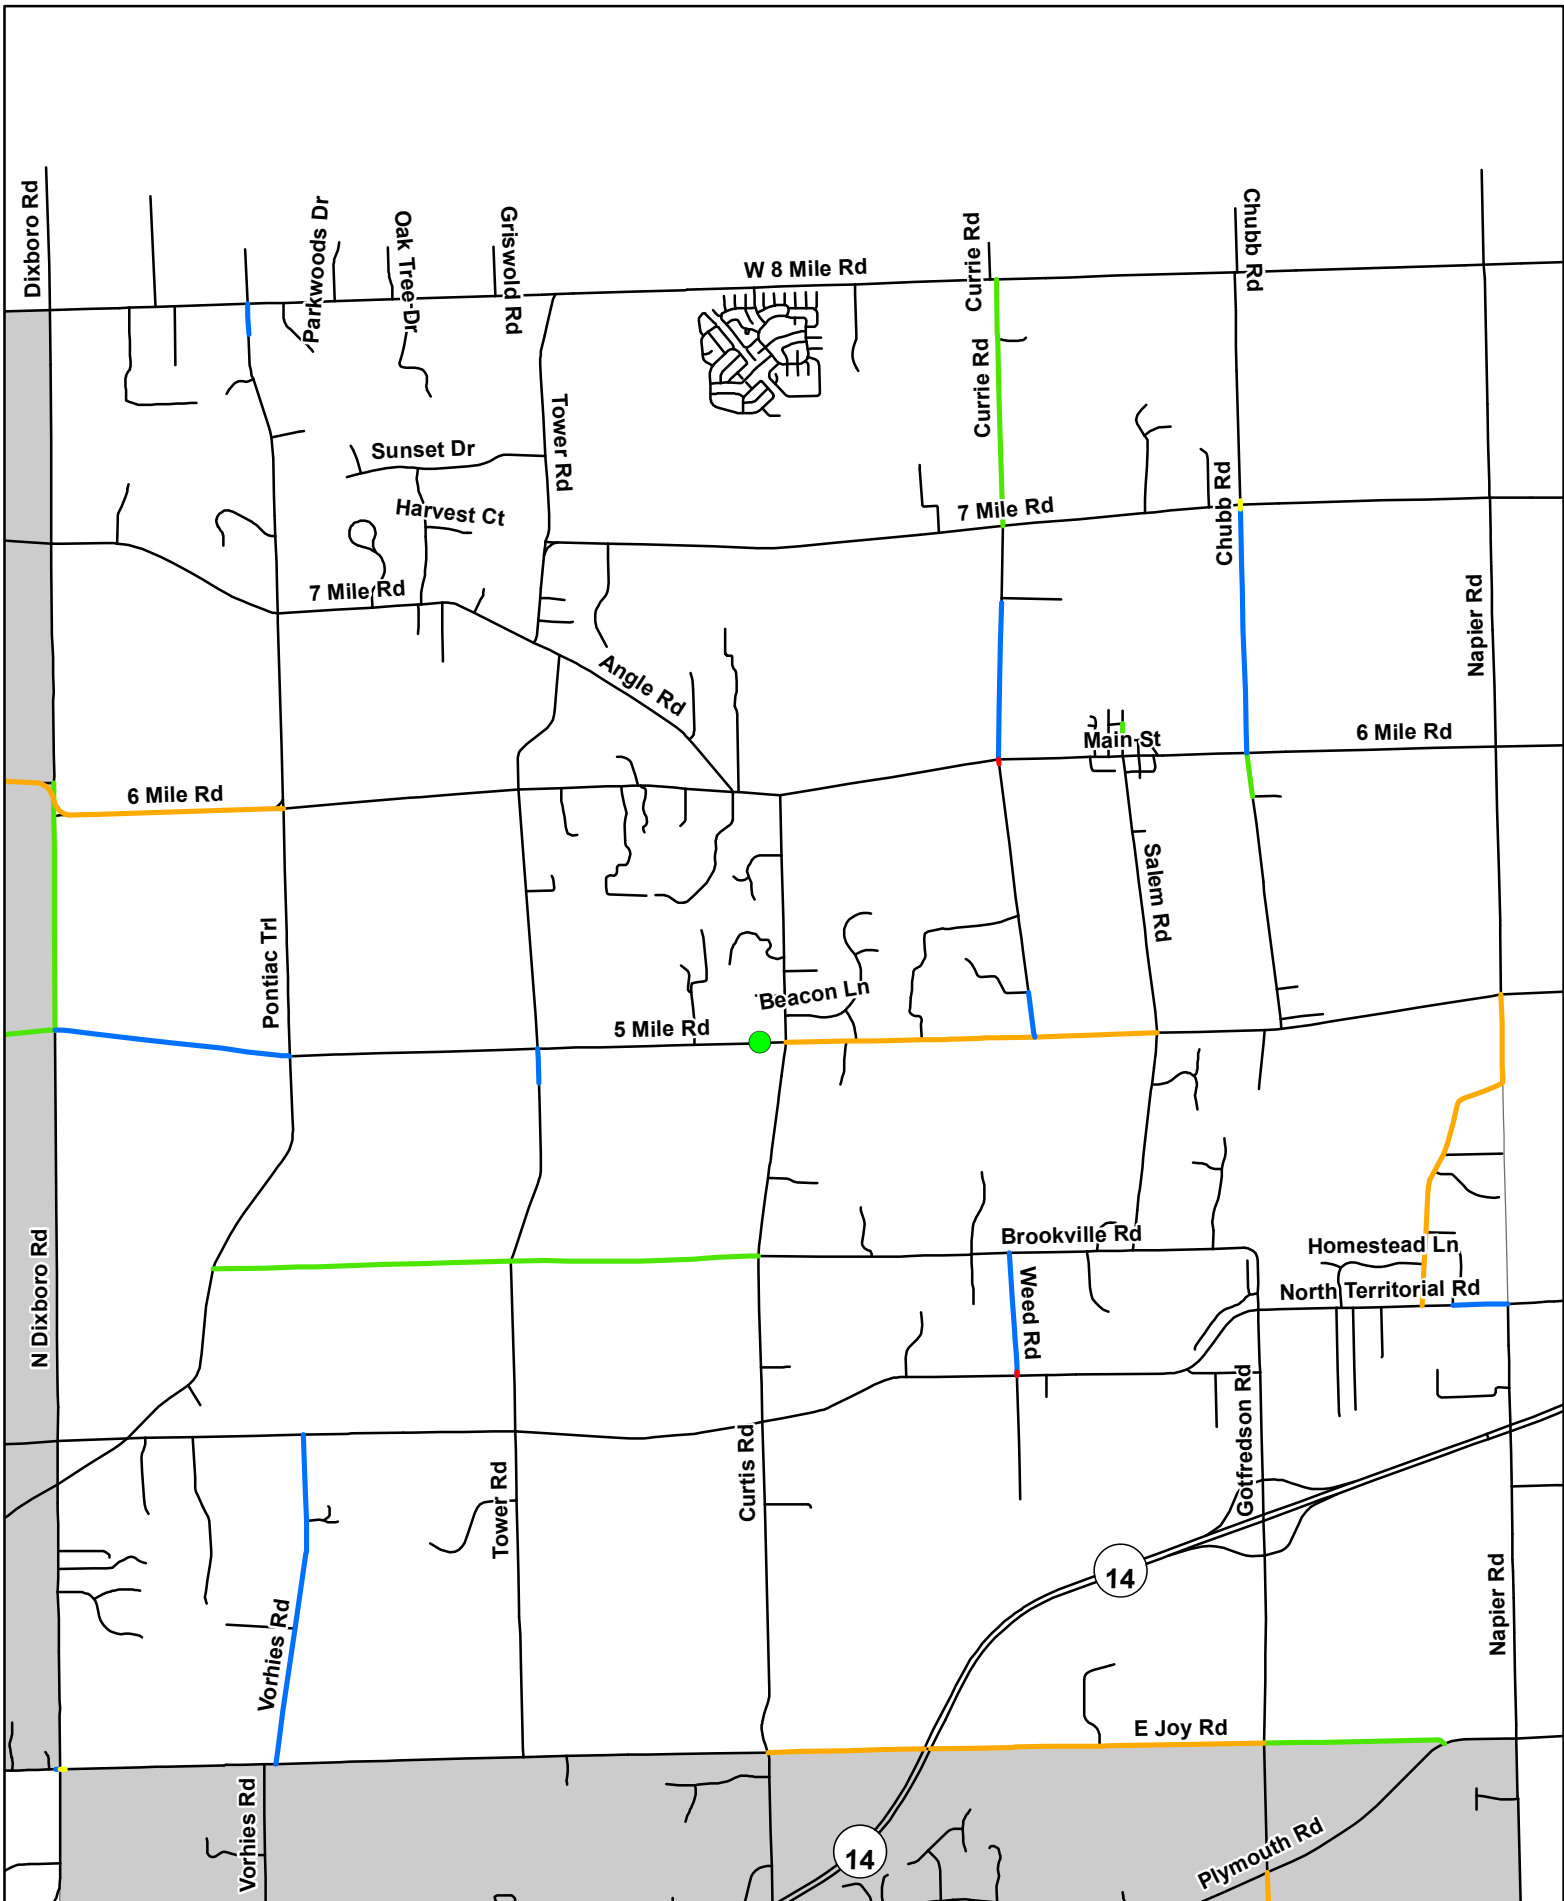 Dixboro Rd
Parkwoods Dr
Oak Tree Dr
Griswold Rd
W 8 Mile Rd
Currie Rd
Chubb Rd
Currie Rd
Tower Rd
Sunset Dr
Harvest Ct
7 Mile Rd
Chubb Rd
7 Mile Rd
Angle Rd
Napier Rd
Main St
6 Mile Rd
6 Mile Rd
Salem Rd
Pontiac Trl
Beacon Ln
5 Mile Rd
N Dixboro Rd
Brookville Rd
Homestead Ln
North Territorial Rd
Weed Rd
Gotfredson Rd
Curtis Rd
Tower Rd
14
Napier Rd
Vorhies Rd
E Joy Rd
Vorhies Rd
14
Plymouth Rd